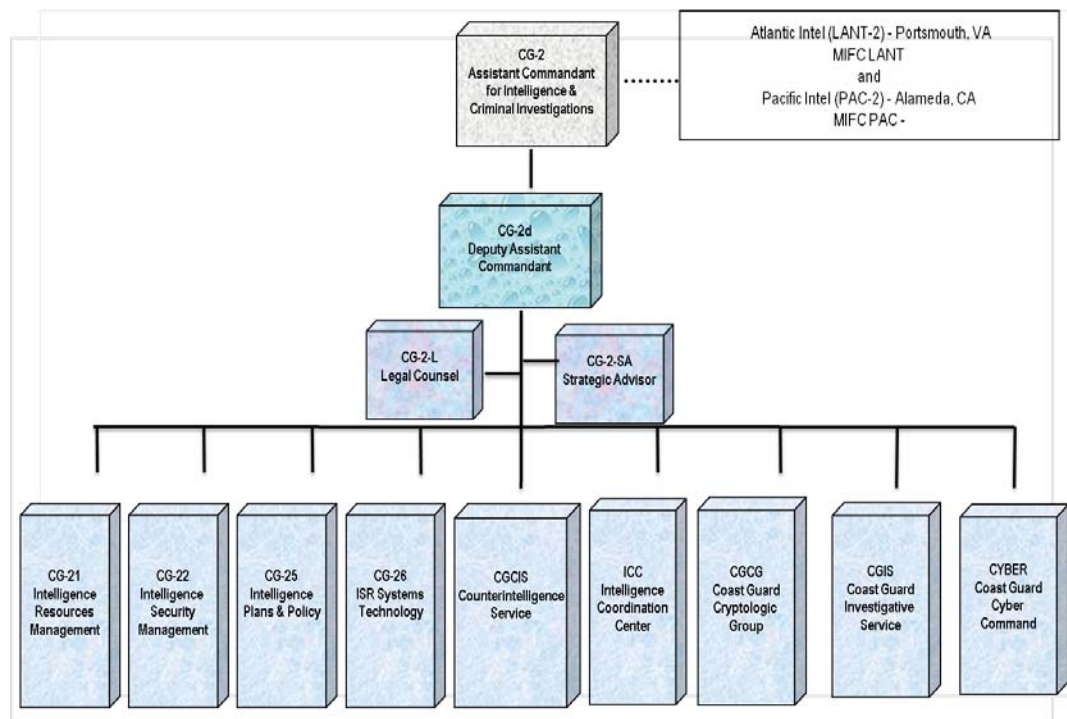 CG-2
Assistant Commandant
for Intelligence &
Criminal Investigations
Atlantic Intel (LANT-2) - Portsmouth, VA
MIFC LANT
and
Pacific Intel (PAC-2) - Alameda, CA
MIFC PAC -
CG-2d
Deputy Assistant
Commandant
CG-2-L
Legal Counsel
CG-2-SA
Strategic Advisor
CG-21
Intelligence
Resources
Management
CG-22
Intelligence
Security
Management
CG-25
Intelligence
Plans & Policy
CG-26
ISR Systems
Technology
CGCIS
Counterintelligence
Service
ICC
Intelligence
Coordination
Center
CGCG
Coast Guard
Cryptologic
Group
CGIS
Coast Guard
Investigative
Service
CYBER
Coast Guard
Cyber
Command